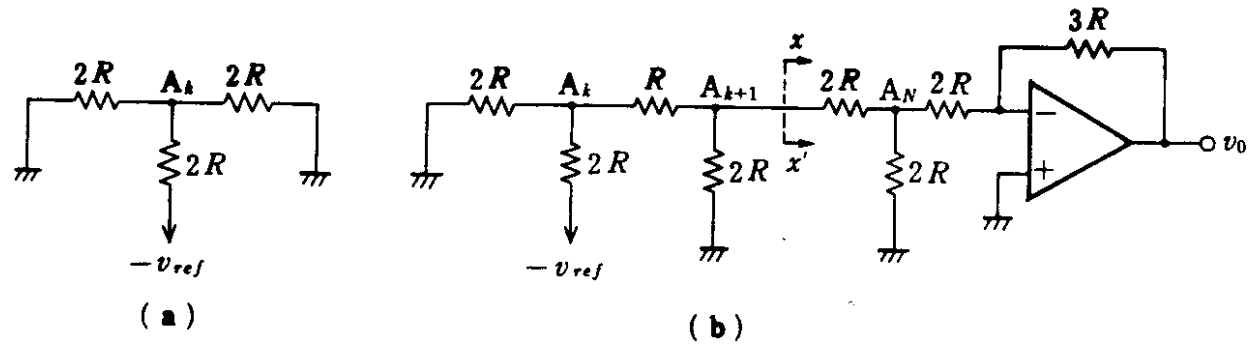 2R A_k 2R
2R
−v_ref
(a)
2R A_k R A_{k+1} x 2R A_N 2R 3R
2R 2R x′ 2R − + v_0
−v_ref
(b)